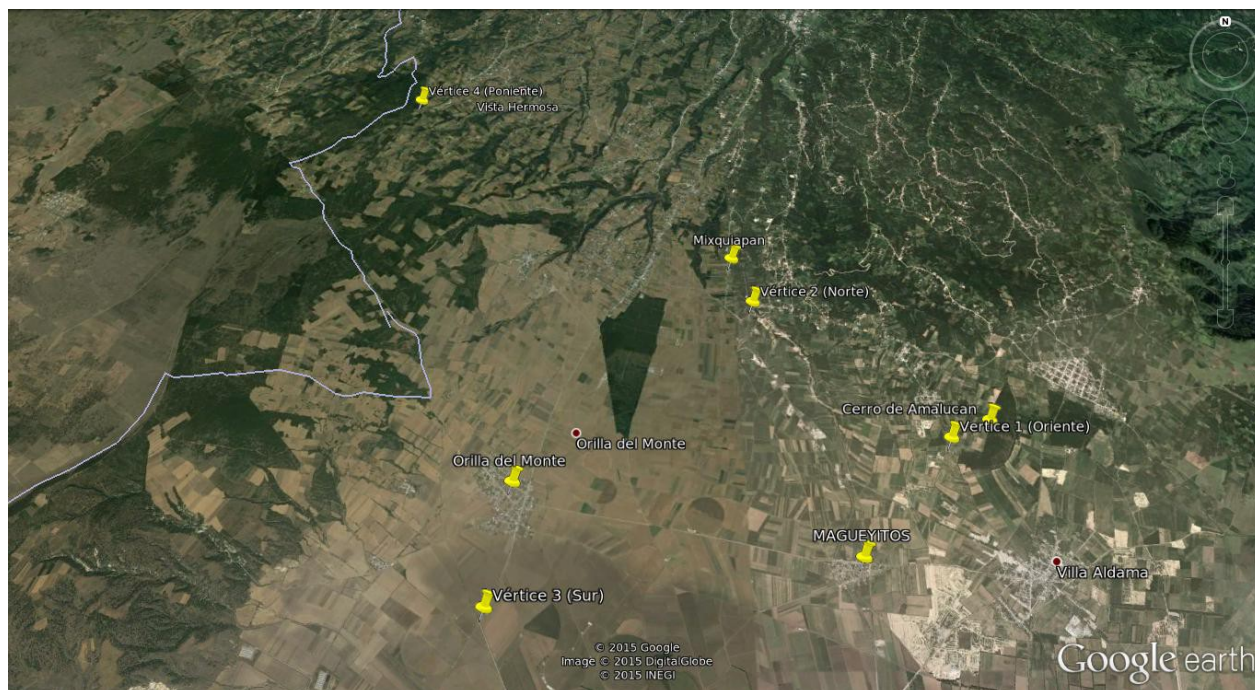 N
Vértice 4 (Poniente)
Vista Hermosa
Mixquiapan
Vértice 2 (Norte)
Cerro de Amalucan
Vértice 1 (Oriente)
Orilla del Monte
Orilla del Monte
MAGUEYITOS
Villa Aldama
Vértice 3 (Sur)
© 2015 Google
Image © 2015 DigitalGlobe
© 2015 INEGI
Google earth